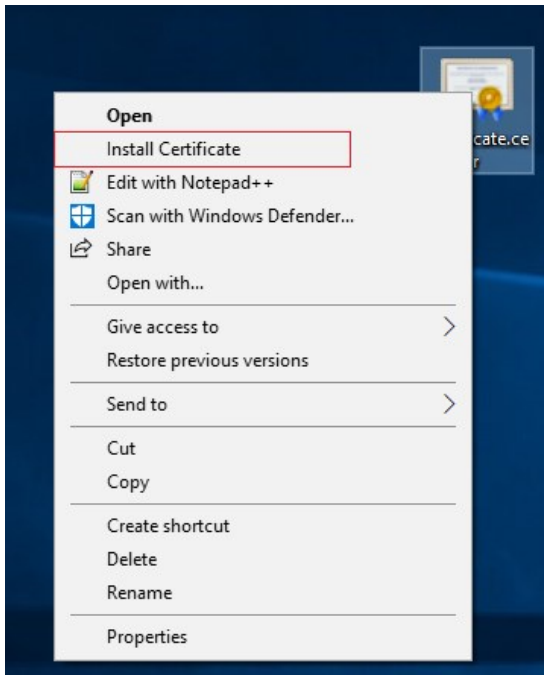 cate.ce
r
Open
Install Certificate
Edit with Notepad++
Scan with Windows Defender...
Share
Open with...
Give access to
Restore previous versions
Send to
Cut
Copy
Create shortcut
Delete
Rename
Properties